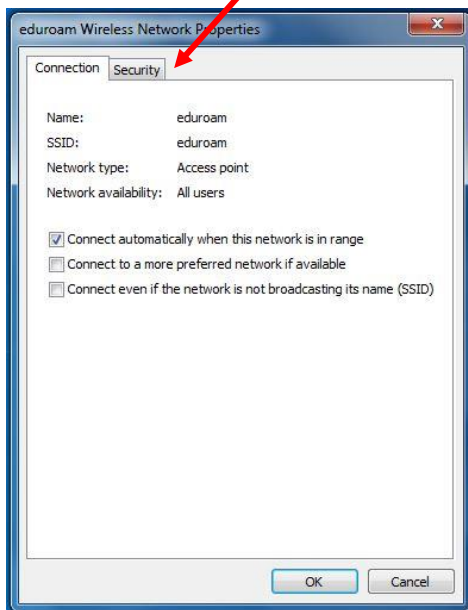 eduroam Wireless Network Properties
Connection Security
Name: eduroam
SSID: eduroam
Network type: Access point
Network availability: All users
Connect automatically when this network is in range
Connect to a more preferred network if available
Connect even if the network is not broadcasting its name (SSID)
OK Cancel